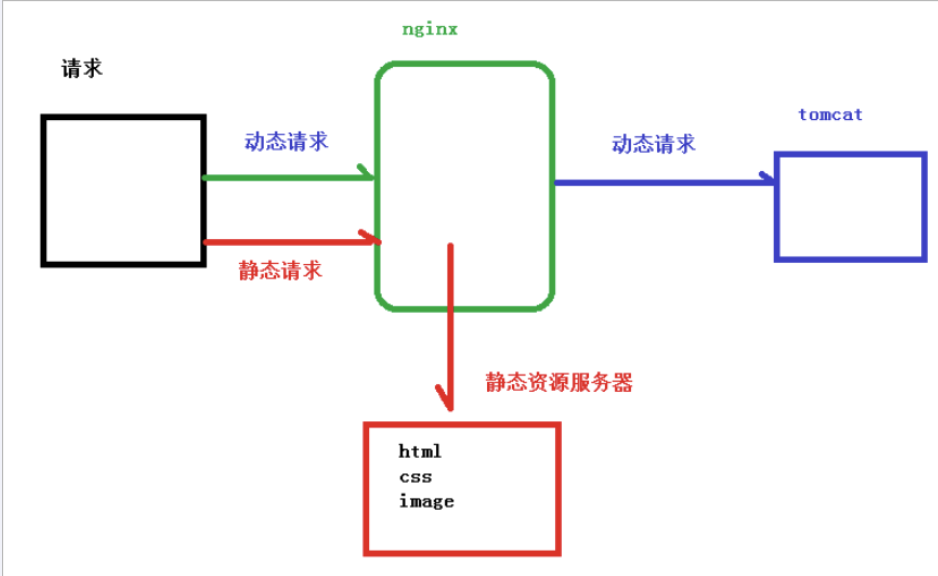 nginx
请求
tomcat
动态请求
动态请求
静态请求
静态资源服务器
html
css
image